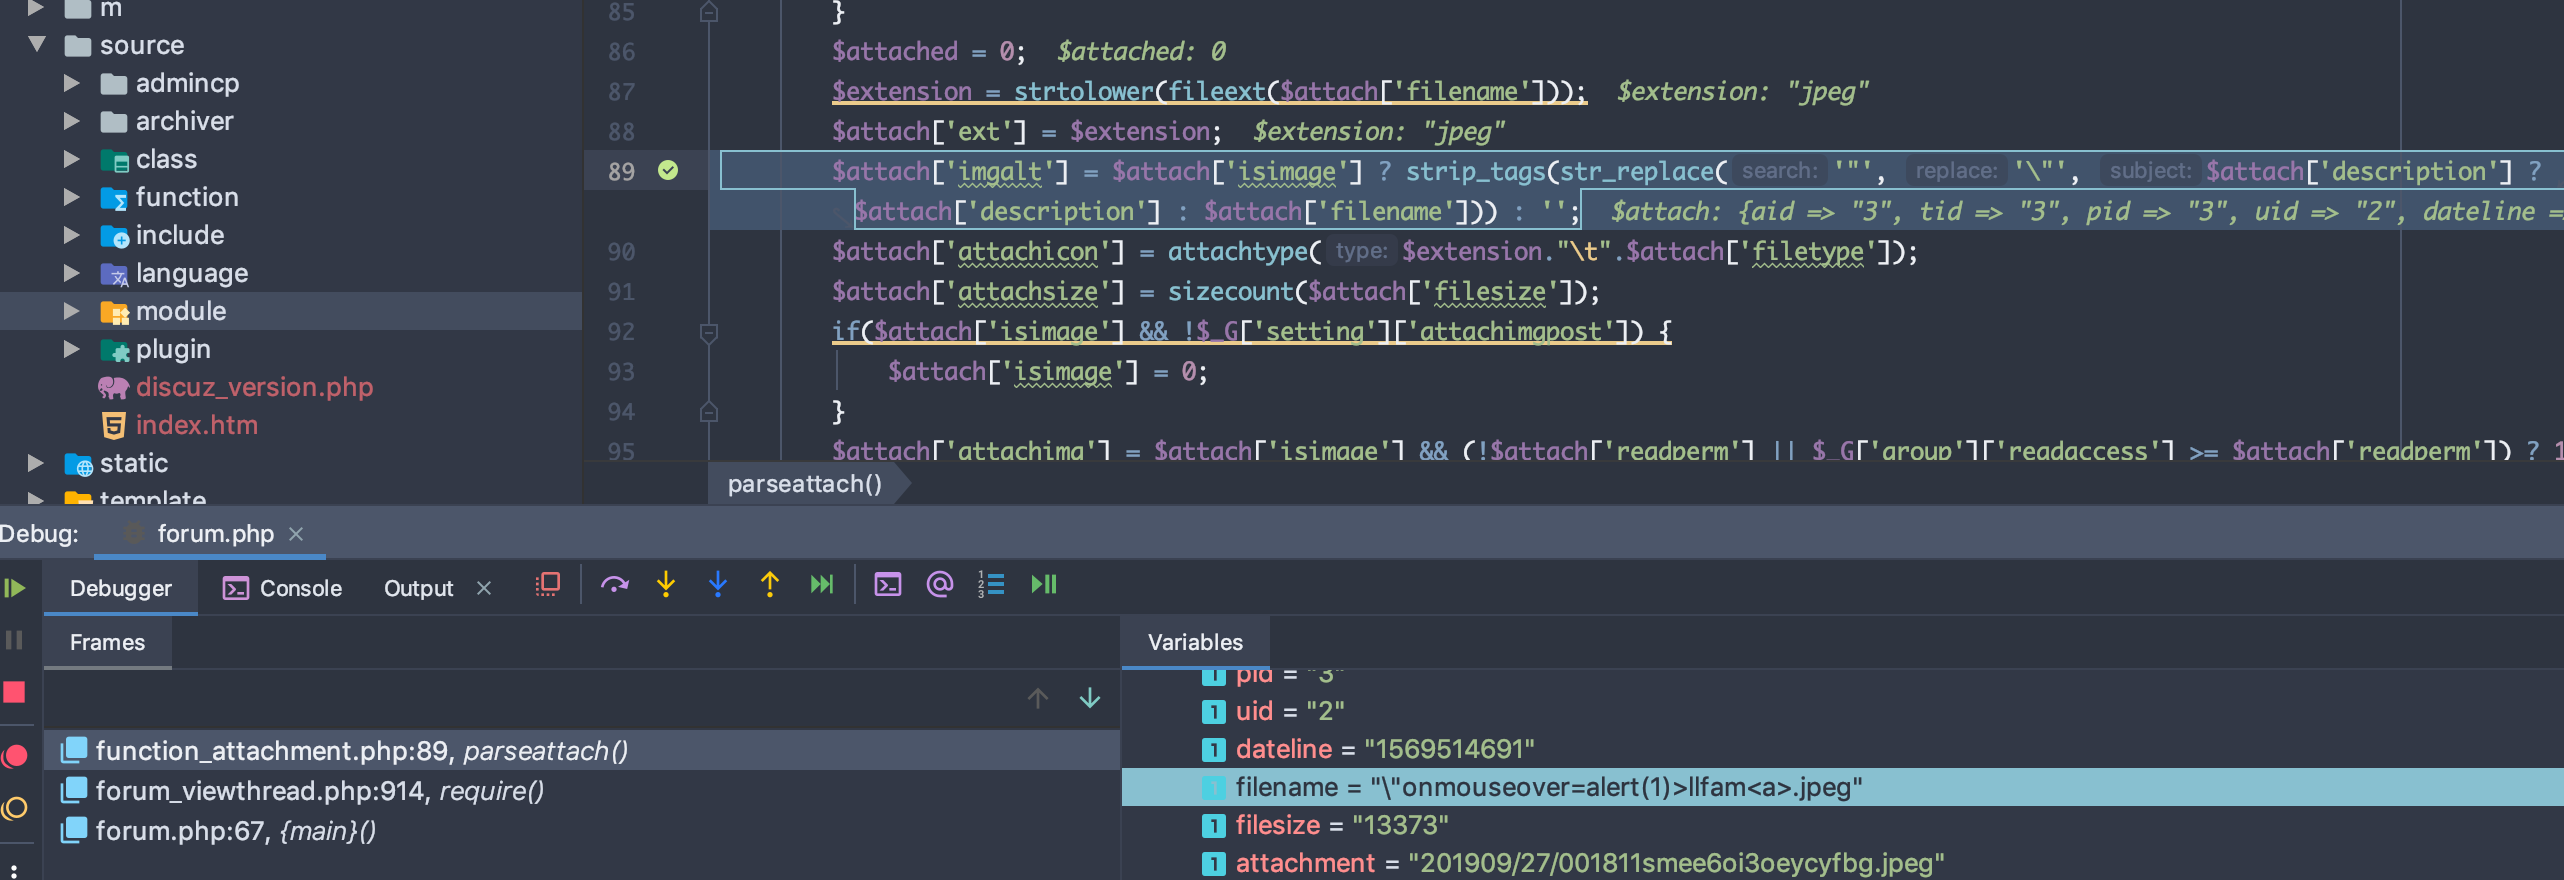 m
source
admincp
archiver
class
function
include
language
module
plugin
discuz_version.php
index.htm
static
template
85 }
86 $attached = 0; $attached: 0
87 $extension = strtolower(fileext($attach['filename'])); $extension: "jpeg"
88 $attach['ext'] = $extension; $extension: "jpeg"
89 $attach['imgalt'] = $attach['isimage'] ? strip_tags(str_replace( search: '"', replace: '\"', subject: $attach['description'] ?
$attach['description'] : $attach['filename'])) : ''; $attach: {aid => "3", tid => "3", pid => "3", uid => "2", dateline =
90 $attach['attachicon'] = attachtype( type: $extension."\t".$attach['filetype']);
91 $attach['attachsize'] = sizecount($attach['filesize']);
92 if($attach['isimage'] && !$_G['setting']['attachimgpost']) {
93 $attach['isimage'] = 0;
94 }
95 $attach['attachimg'] = $attach['isimage'] && (!$attach['readperm'] || $_G['group']['readaccess'] >= $attach['readperm']) ? 1
parseattach()
Debug: forum.php
Debugger Console Output
Frames
Variables
function_attachment.php:89, parseattach()
forum_viewthread.php:914, require()
forum.php:67, {main}()
pid = "3"
uid = "2"
dateline = "1569514691"
filename = "\"onmouseover=alert(1)>llfam<a>.jpeg"
filesize = "13373"
attachment = "201909/27/001811smee6oi3oeycyfbg.jpeg"